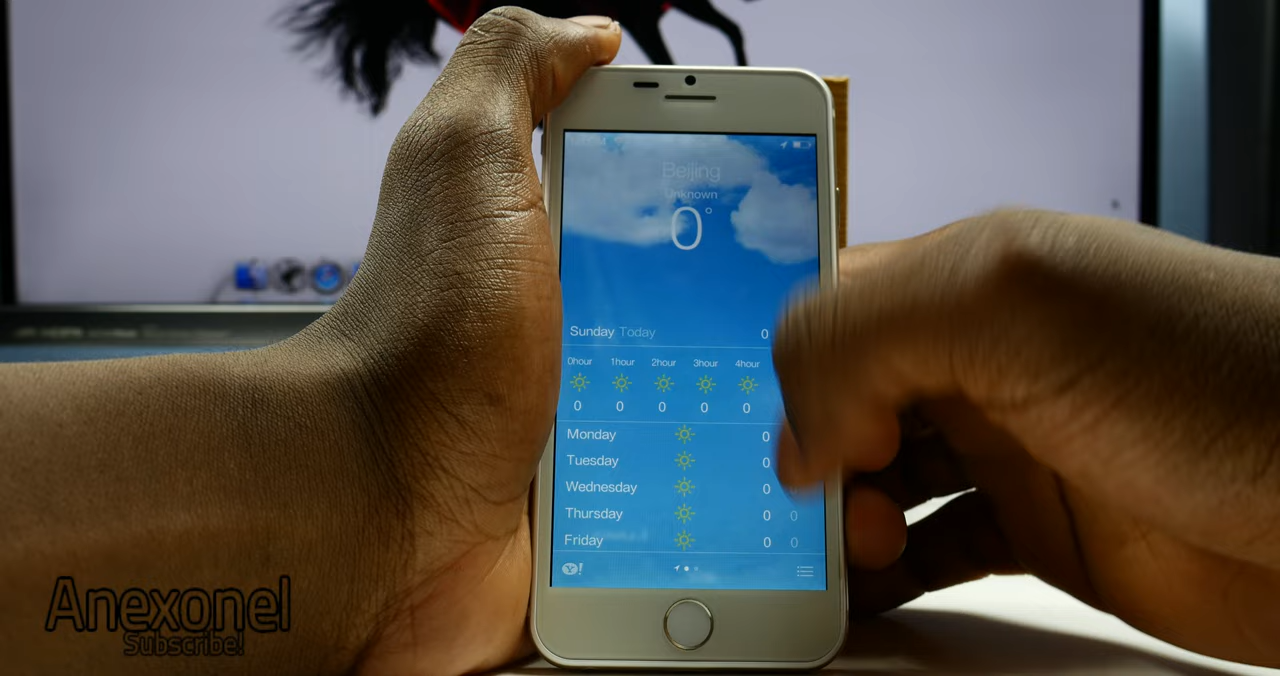 Beijing
Unknown
0°
Sunday Today 0
0hour 1hour 2hour 3hour 4hour
0 0 0 0 0
Monday 0
Tuesday 0
Wednesday 0
Thursday 0 0
Friday 0 0
Y!
Anexonel
Subscribe!